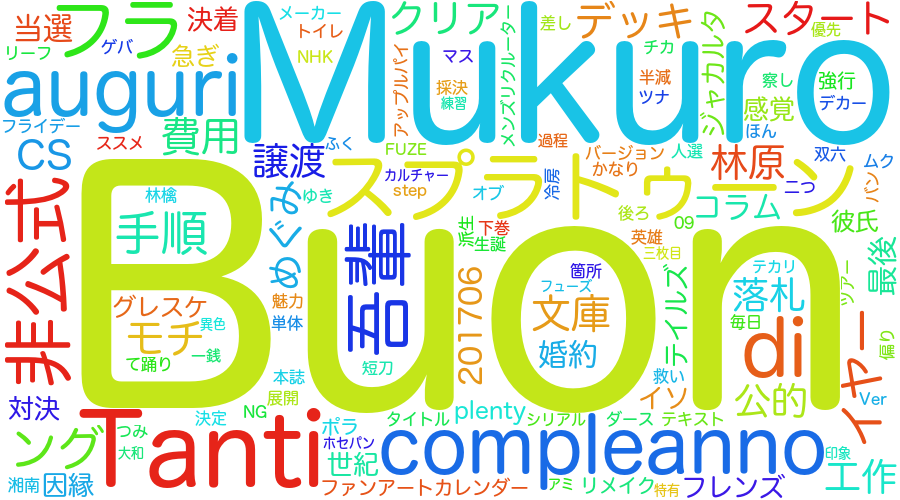 当選
フラ
決着
メーカー
クリア
差し
デッキ
スタート
リーフ
ゲバ
急ぎ
トイレ
NHK
アップルパイ
マス
採決
練習
メンズリクルーター
チカ
半減
ツナ
ジャカルタ
感覚
察し
優先
強行
デカー
ほん
auguri
Mukuro
フライデー
CS
ススメ
費用
譲渡
ふく
FUZE
カルチャー
step
過程
バージョン
人選
かなり
林原
双六
ムク
パン
スプラトゥーン
非公式
林檎
めぐみ
ゆき
オブ
冷房
後ろ
09
コラム
二つ
彼氏
手順
吾輩
派生
下巻
生誕
英雄
三枚目
テカリ
最後
ツアー
グレスケ
魅力
モチ
異色
単体
201706
箇所
フューズ
文庫
テイルズ
落札
毎日
Buon
て踊り
一銭
短刀
婚約
di
イヤー
偏り
対決
本誌
救い
イソ
公的
Ver
決定
展開
NG
Tanti
ポラ
タイトル
plenty
シリアル
ダース
テキスト
ング
つみ
大和
ホセパン
世紀
compleanno
印象
工作
湘南
因縁
ファンアートカレンダー
アミ
リメイク
特有
フレンズ